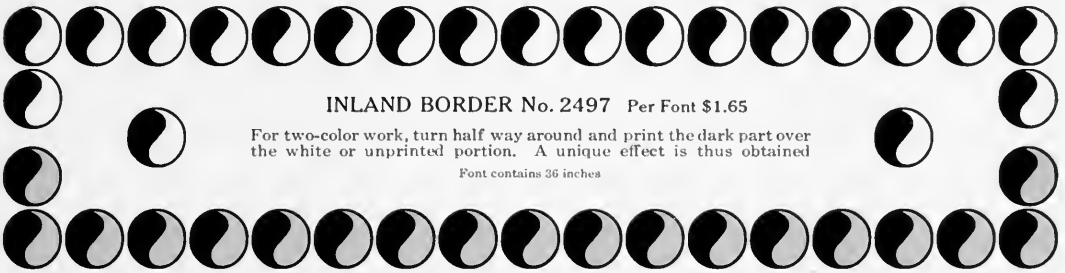 INLAND BORDER No. 2497 Per Font $1.65
For two-color work, turn half way around and print the dark part over
the white or unprinted portion. A unique effect is thus obtained
Font contains 36 inches